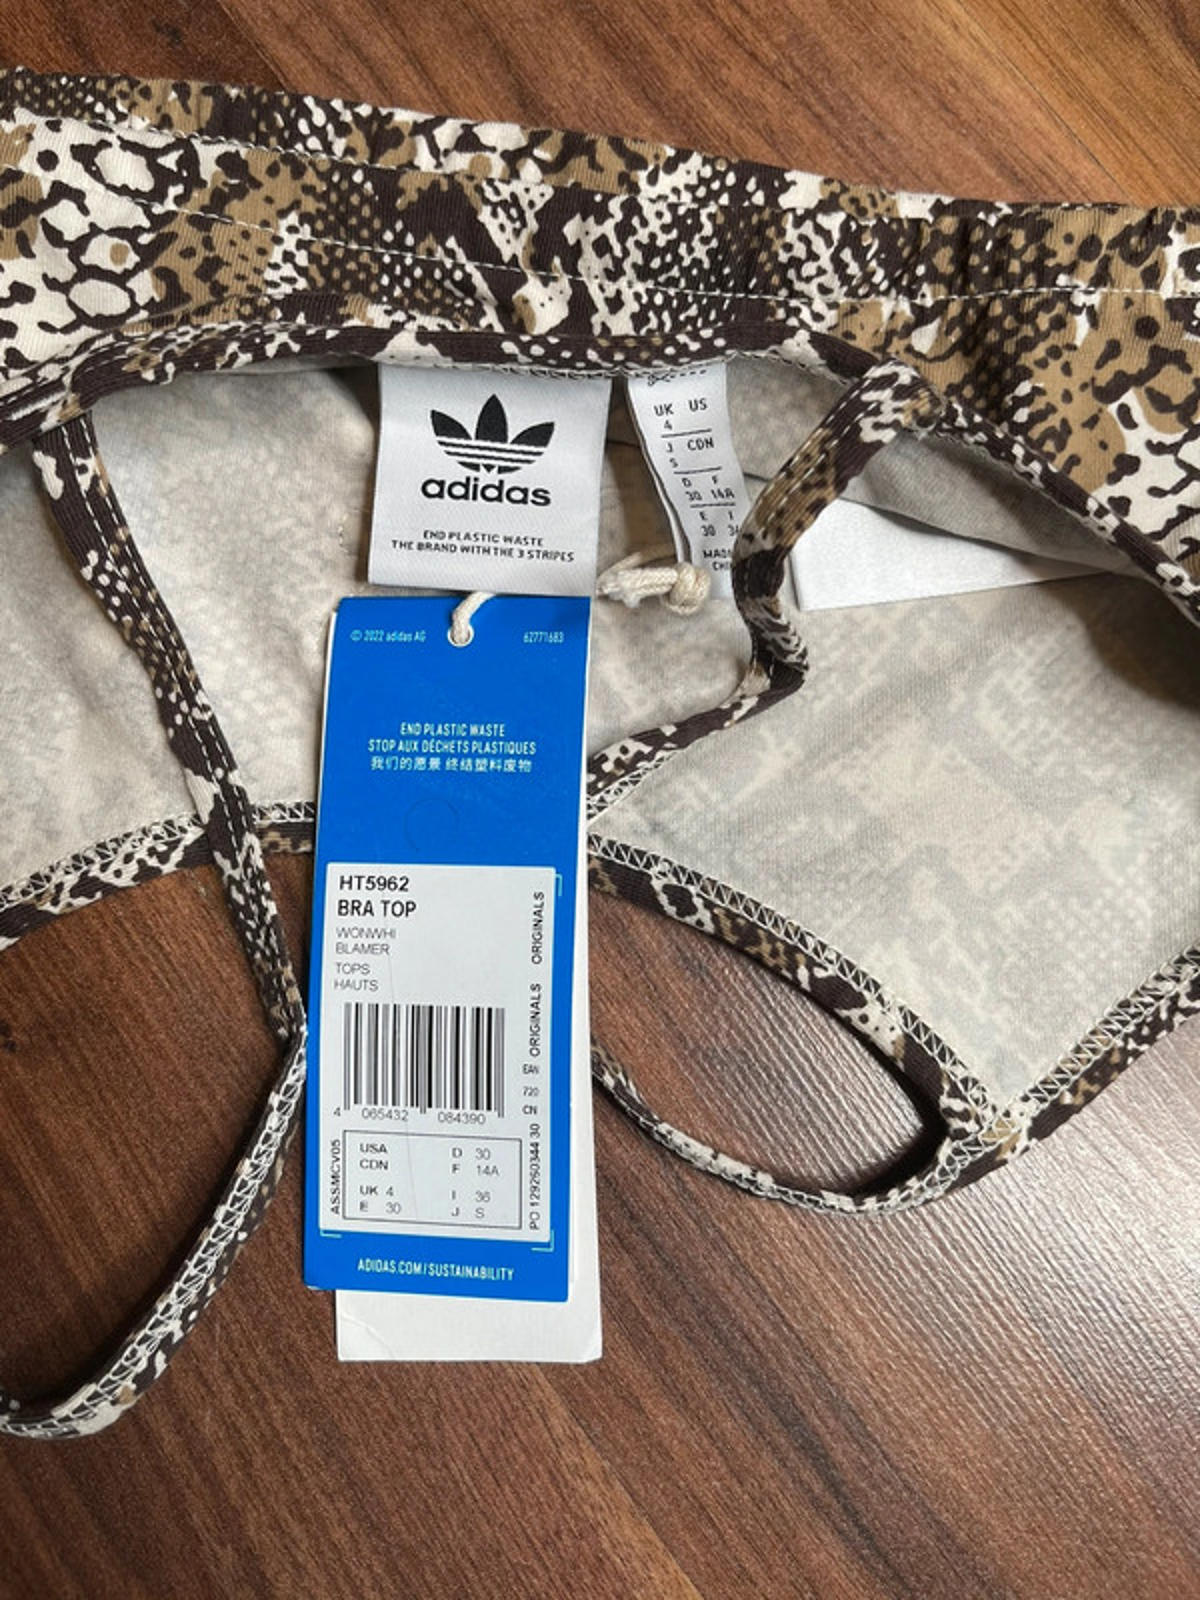 adidas
END PLASTIC WASTE
THE BRAND WITH THE 3 STRIPES
UK US
4
J CDN
S
D F
30 14A
E I
30
© 2022 adidas AG 62771683
END PLASTIC WASTE
STOP AUX DÉCHETS PLASTIQUES
我们的愿景 终结塑料废物
HT5962
BRA TOP
WONWHI
BLAMER
TOPS
HAUTS
ORIGINALS ORIGINALS
EAN
720
CN
4 065432 084390
USA D 30
CDN F 14A
UK 4 I 36
E 30 J S
ASSMCV05
PO 129260344 30
ADIDAS.COM/SUSTAINABILITY